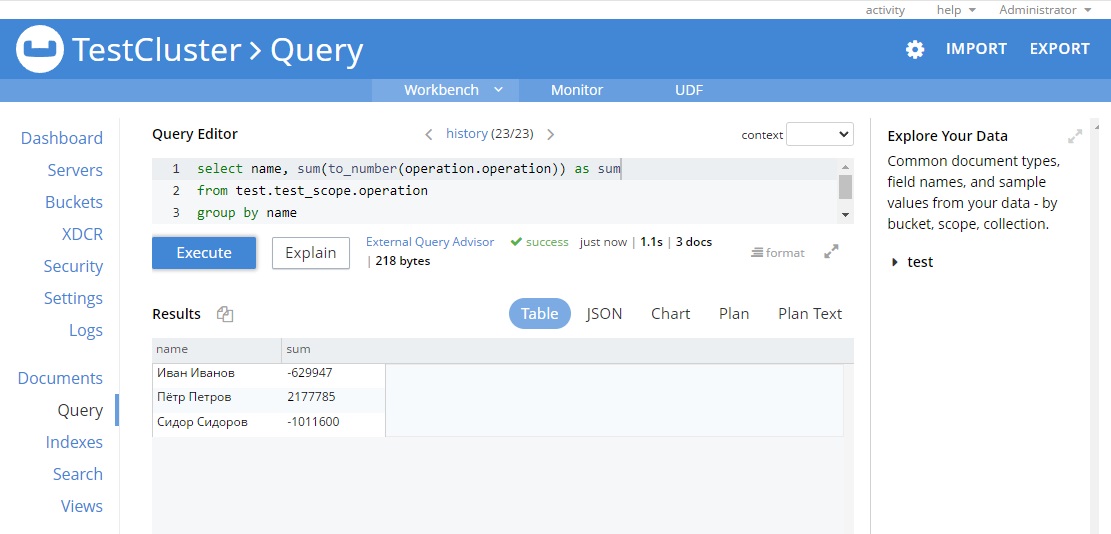 activity help Administrator
TestCluster > Query IMPORT EXPORT
Workbench Monitor UDF
Dashboard
Servers
Buckets
XDCR
Security
Settings
Logs
Documents
Query
Indexes
Search
Views
Query Editor history (23/23) context
1 select name, sum(to_number(operation.operation)) as sum
2 from test.test_scope.operation
3 group by name
Execute Explain External Query Advisor success just now | 1.1s | 3 docs
| 218 bytes format
Results Table JSON Chart Plan Plan Text
name sum
Иван Иванов -629947
Пётр Петров 2177785
Сидор Сидоров -1011600
Explore Your Data
Common document types,
field names, and sample
values from your data - by
bucket, scope, collection.
test